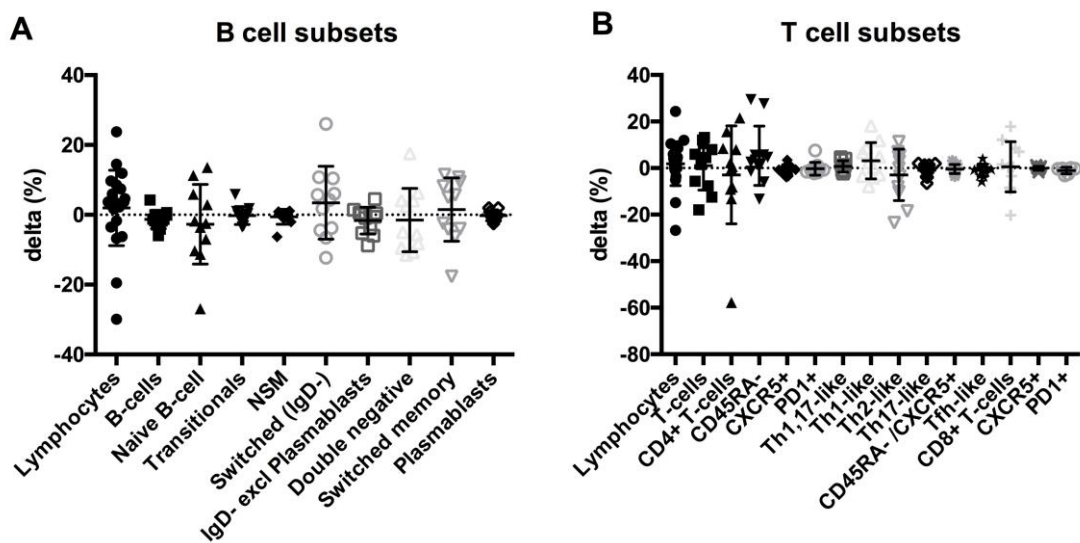 A
B cell subsets
delta (%)
40
20
0
-20
-40
Lymphocytes
B-cells
Naive B-cell
Transitionals
NSM
Switched (IgD-)
IgD- excl Plasmablasts
Double negative
Switched memory
Plasmablasts
B
T cell subsets
delta (%)
40
20
0
-20
-40
-60
-80
Lymphocytes
T-cells
CD4+ T-cells
CD45RA-
CXCR5+
PD1+
Th1,17-like
Th1-like
Th2-like
Th17-like
CD45RA- /CXCR5+
Tfh-like
CD8+ T-cells
CXCR5+
PD1+